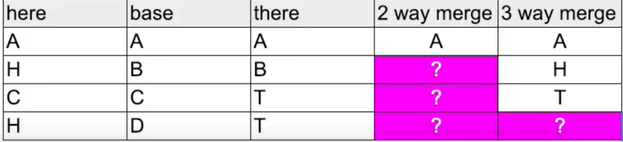 here base there 2 way merge 3 way merge
A A A A A
H B B ? H
C C T ? T
H D T ? ?